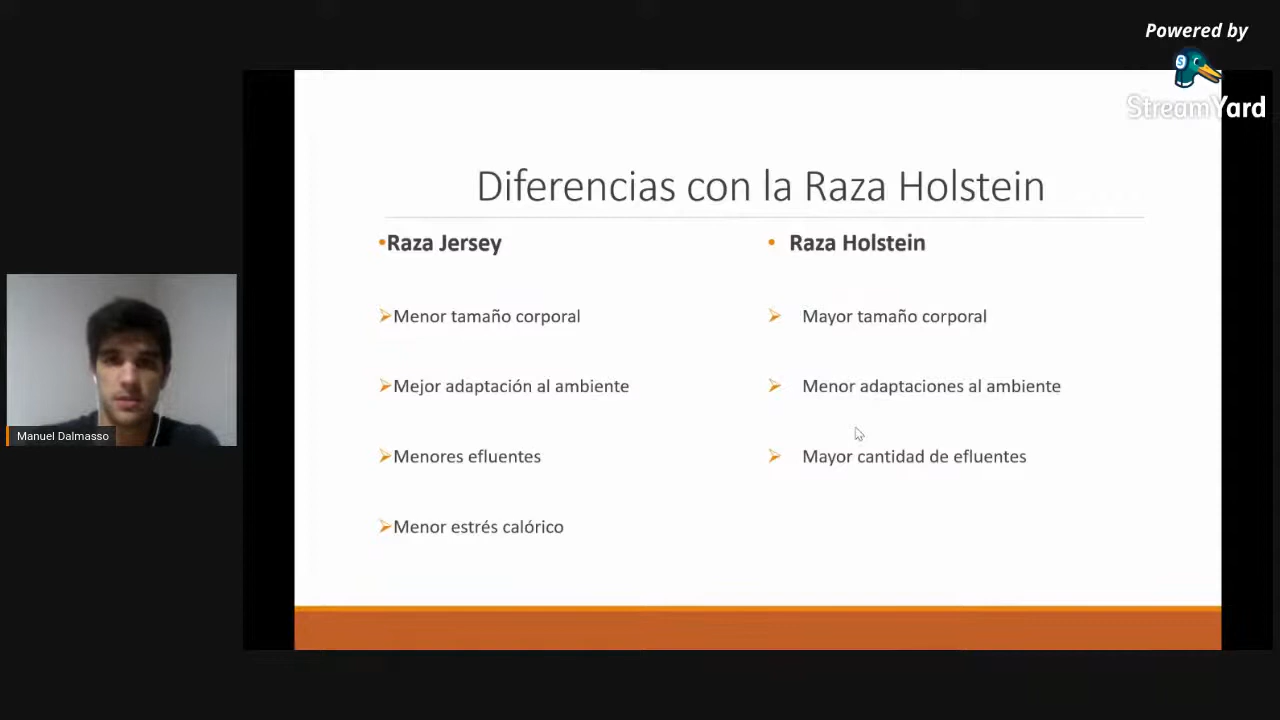 Powered by
StreamYard
Diferencias con la Raza Holstein
•Raza Jersey
• Raza Holstein
➢Menor tamaño corporal
➢ Mayor tamaño corporal
➢Mejor adaptación al ambiente
➢ Menor adaptaciones al ambiente
➢Menores efluentes
➢ Mayor cantidad de efluentes
➢Menor estrés calórico
Manuel Dalmasso